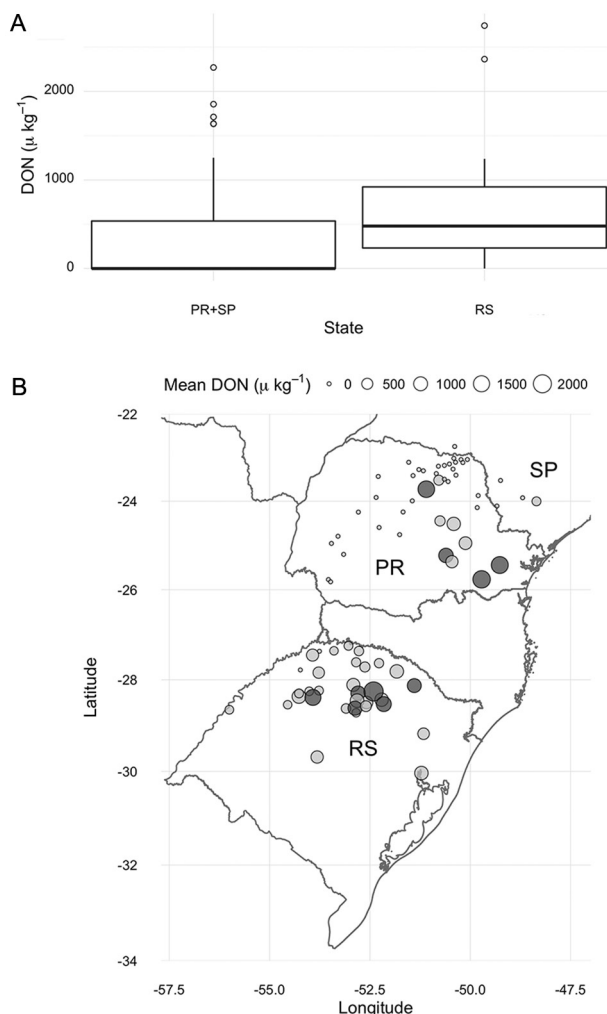 A
2000
1000
0
DON (μ kg⁻¹)
PR+SP RS
State
B
Mean DON (μ kg⁻¹) 0 500 1000 1500 2000
-22
-24
-26
-28
-30
-32
-34
Latitude
SP
PR
RS
-57.5 -55.0 -52.5 -50.0 -47.5
Longitude